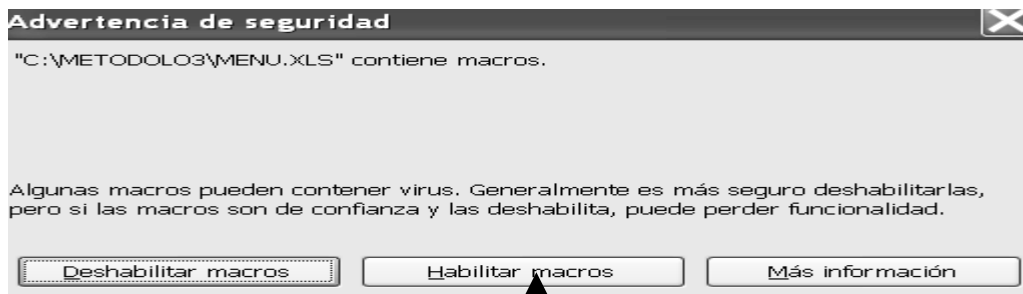 Advertencia de seguridad
"C:\METODOLO3\MENU.XLS" contiene macros.
Algunas macros pueden contener virus. Generalmente es más seguro deshabilitarlas,
pero si las macros son de confianza y las deshabilita, puede perder funcionalidad.
Deshabilitar macros Habilitar macros Más información